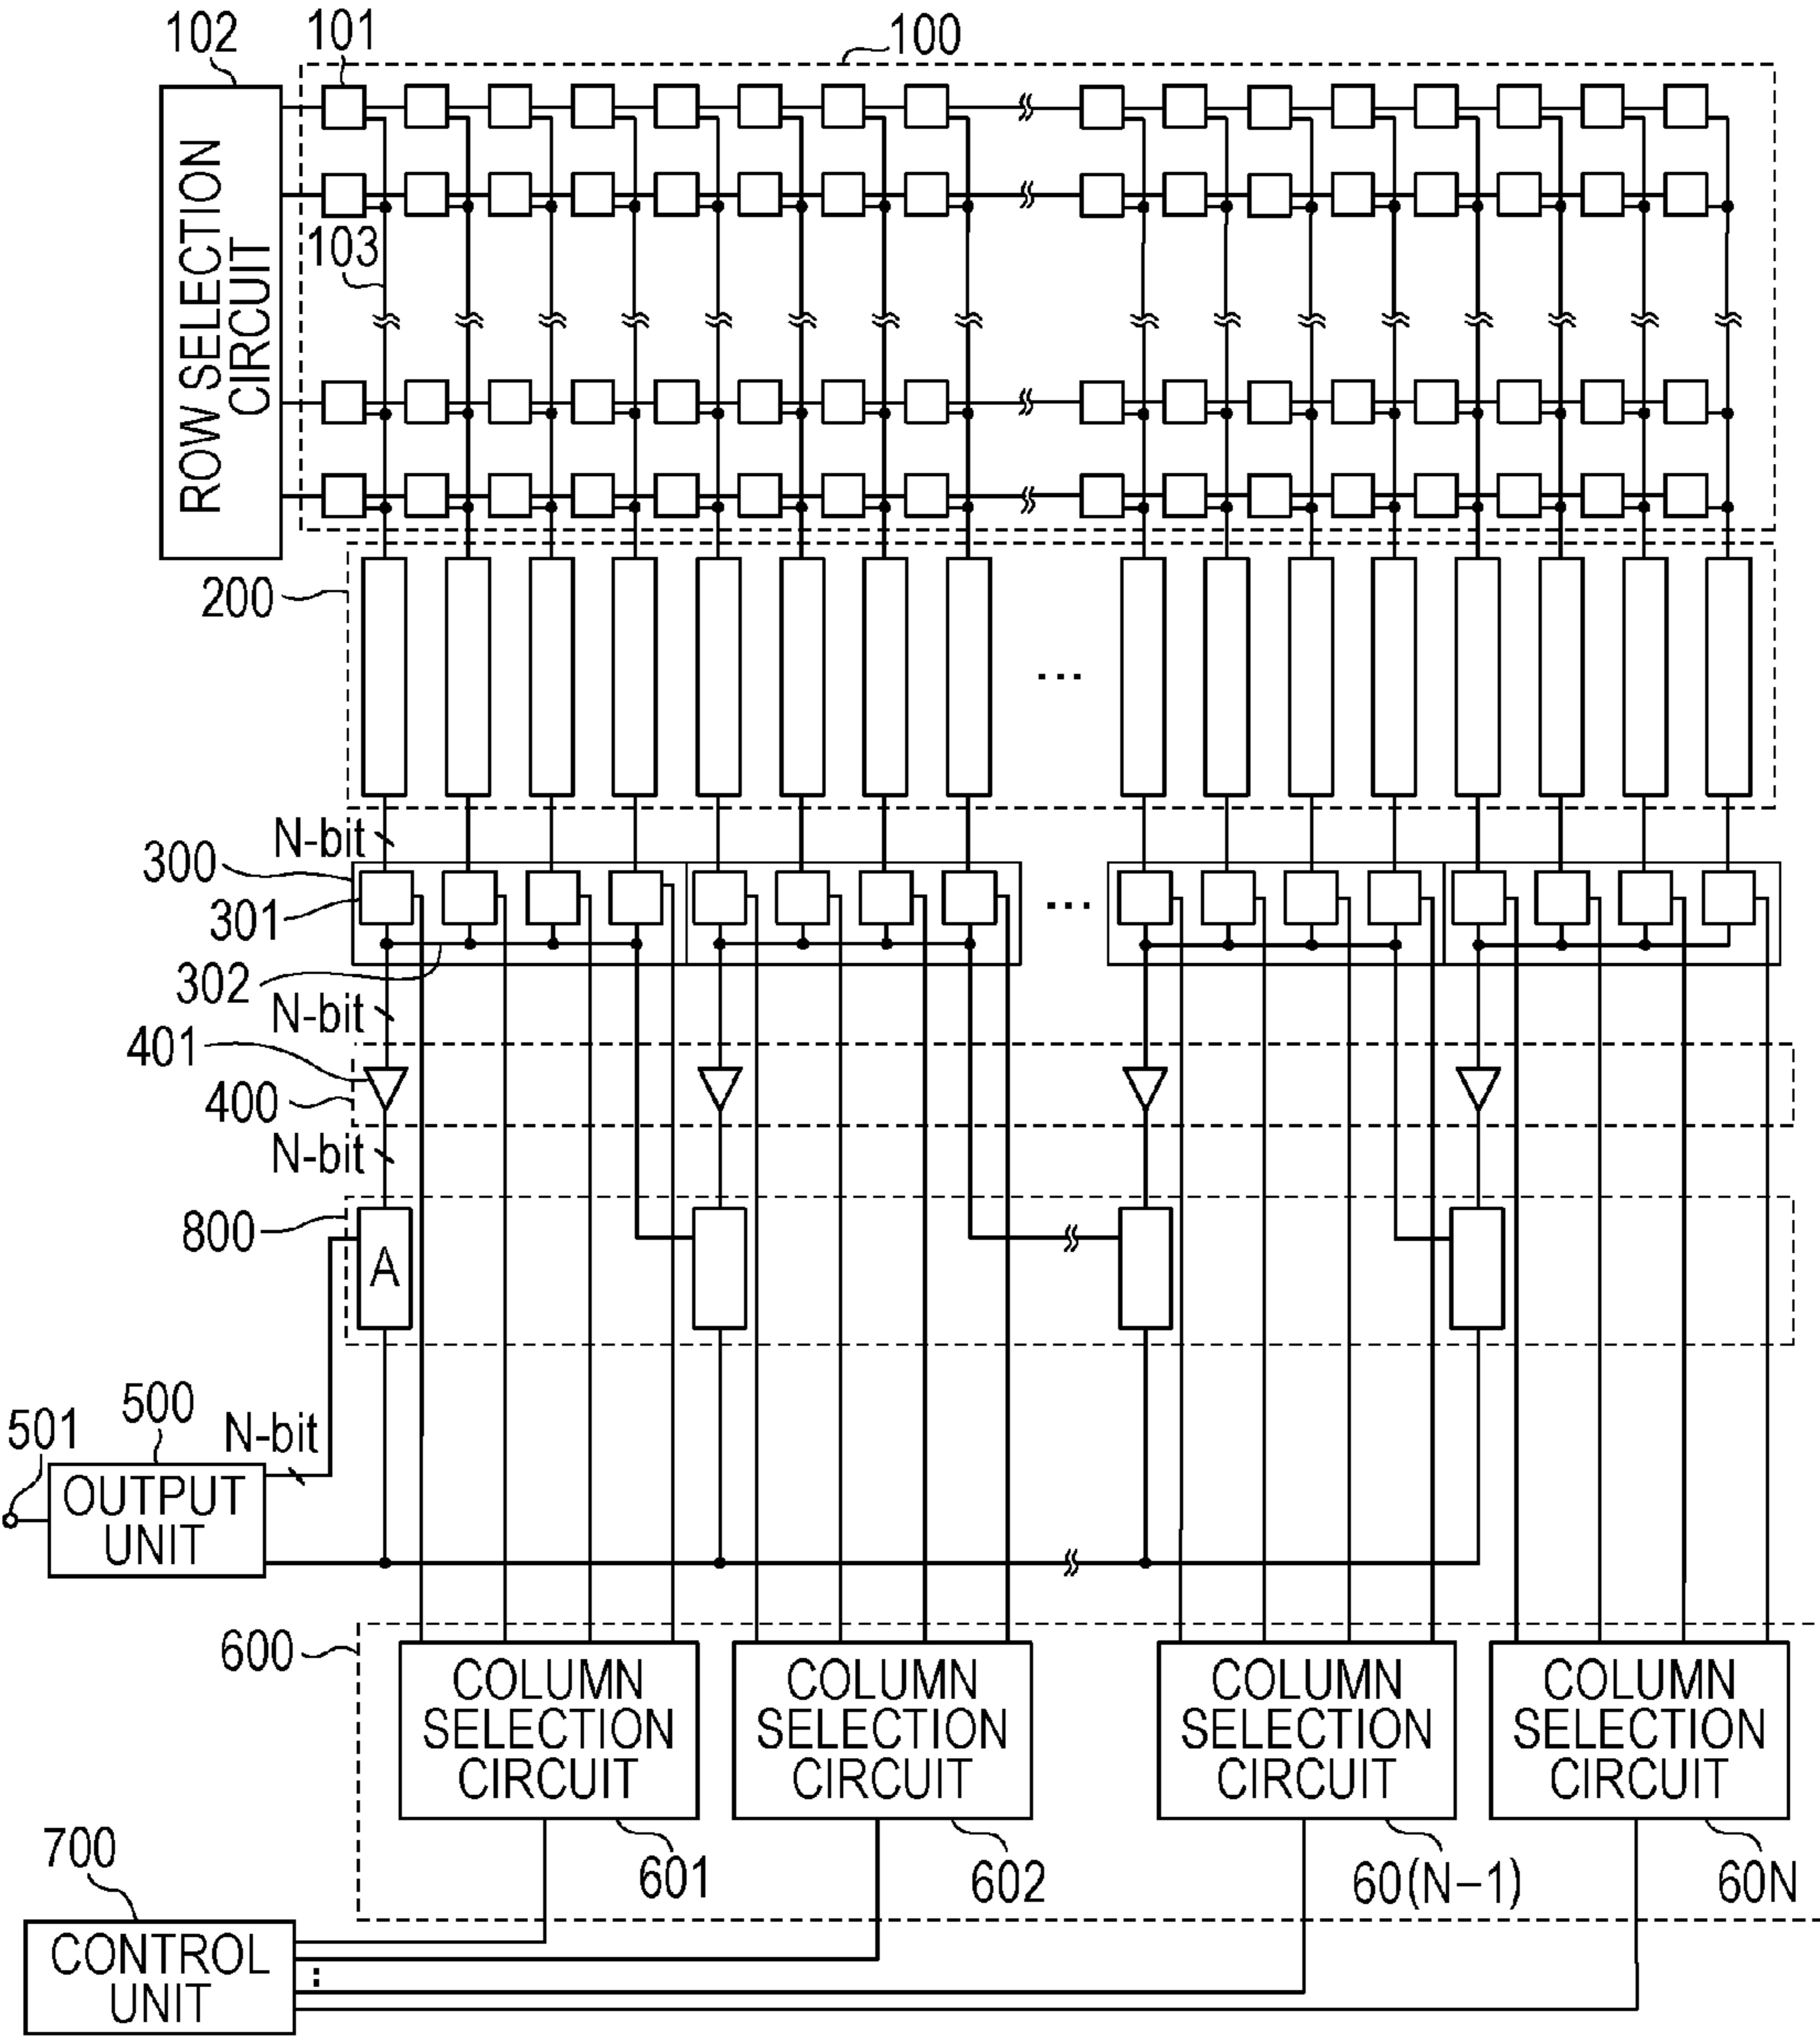 102
101
100
ROW SELECTION
CIRCUIT
103
200
...
N-bit
300
301
...
302
N-bit
401
400
N-bit
800
A
500
501
N-bit
OUTPUT
UNIT
600
COLUMN
SELECTION
CIRCUIT
COLUMN
SELECTION
CIRCUIT
COLUMN
SELECTION
CIRCUIT
COLUMN
SELECTION
CIRCUIT
601
602
60(N–1)
60N
700
CONTROL
UNIT